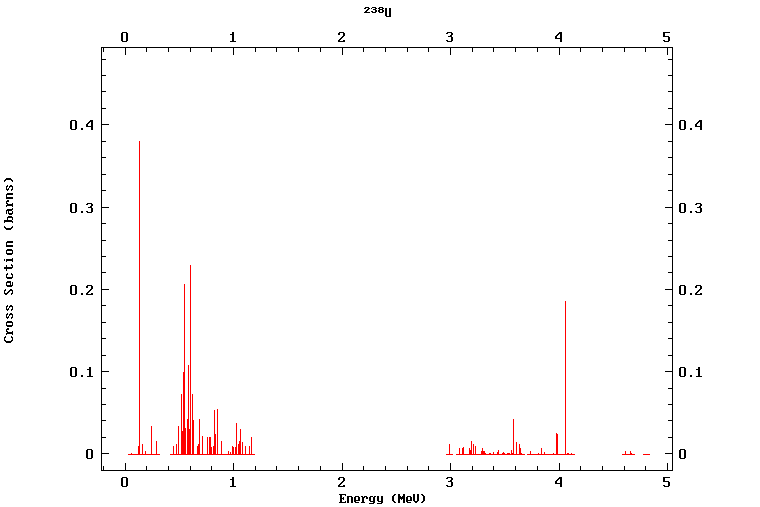 ²³⁸U
0 1 2 3 4 5
0.4 0.4
0.3 0.3
0.2 0.2
0.1 0.1
0 0
0 1 2 3 4 5
Energy (MeV)
Cross Section (barns)